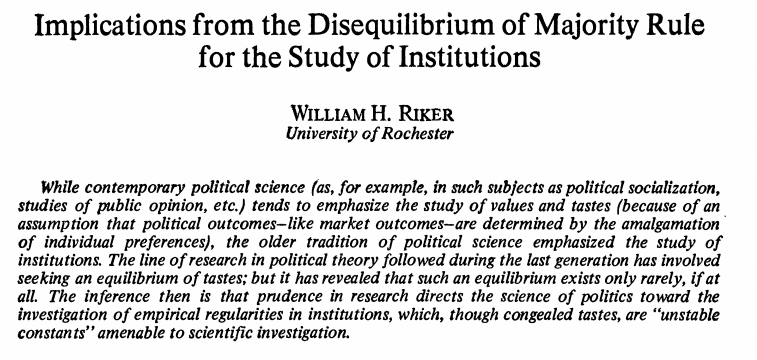 Implications from the Disequilibrium of Majority Rule
for the Study of Institutions
WILLIAM H. RIKER
University of Rochester
While contemporary political science (as, for example, in such subjects as political socialization,
studies of public opinion, etc.) tends to emphasize the study of values and tastes (because of an
assumption that political outcomes—like market outcomes—are determined by the amalgamation
of individual preferences), the older tradition of political science emphasized the study of
institutions. The line of research in political theory followed during the last generation has involved
seeking an equilibrium of tastes; but it has revealed that such an equilibrium exists only rarely, if at
all. The inference then is that prudence in research directs the science of politics toward the
investigation of empirical regularities in institutions, which, though congealed tastes, are "unstable
constants" amenable to scientific investigation.